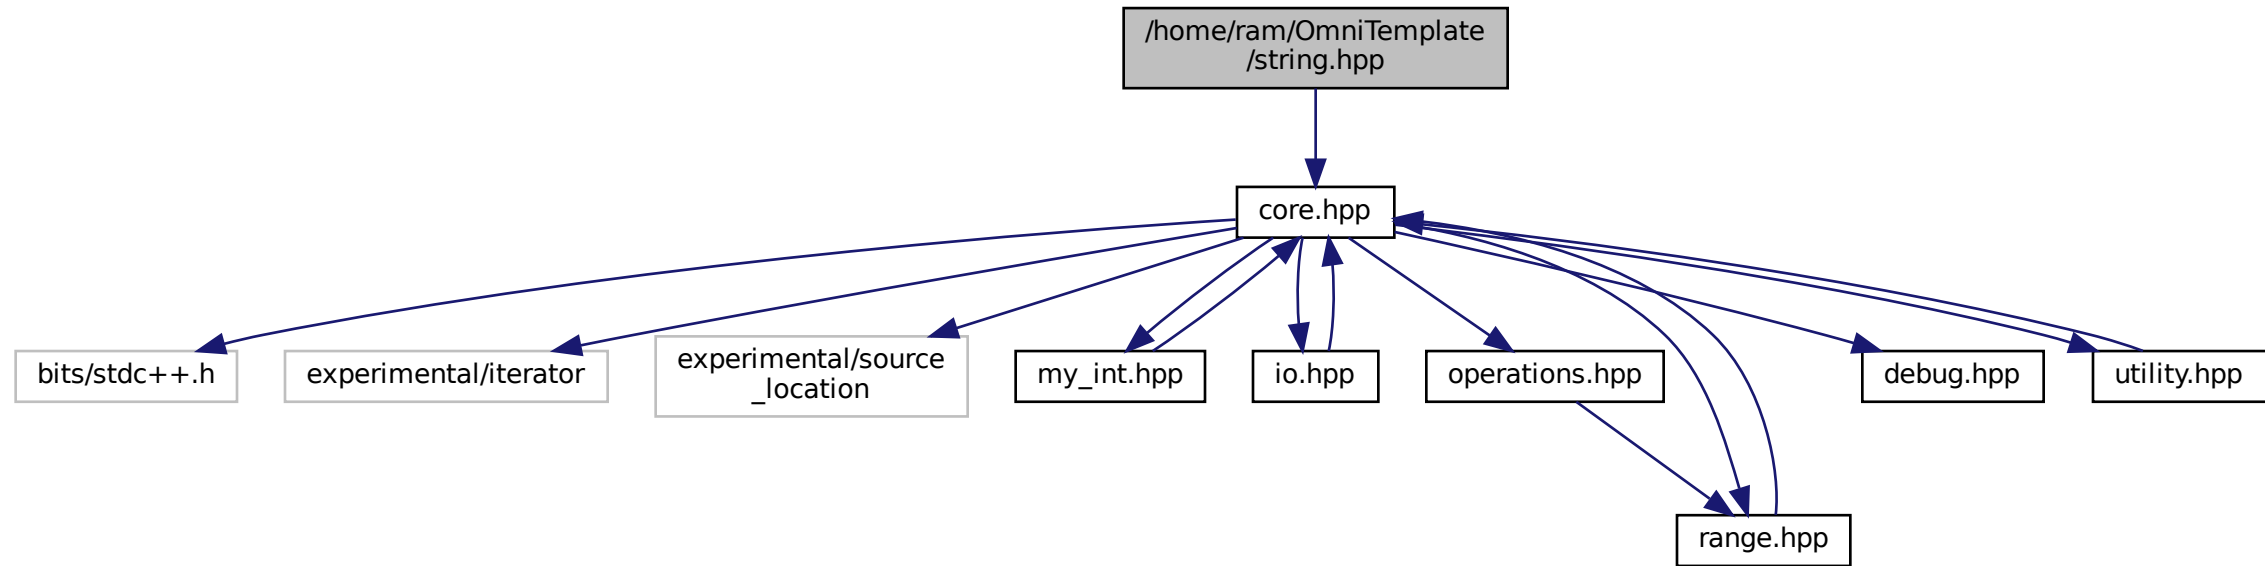 /home/ram/OmniTemplate
/string.hpp
core.hpp
bits/stdc++.h
experimental/iterator
experimental/source
_location
my_int.hpp
io.hpp
operations.hpp
debug.hpp
utility.hpp
range.hpp